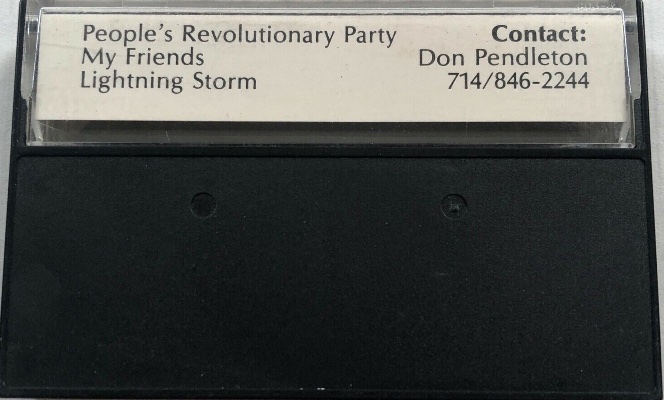 People's Revolutionary Party
My Friends
Lightning Storm
Contact:
Don Pendleton
714/846-2244